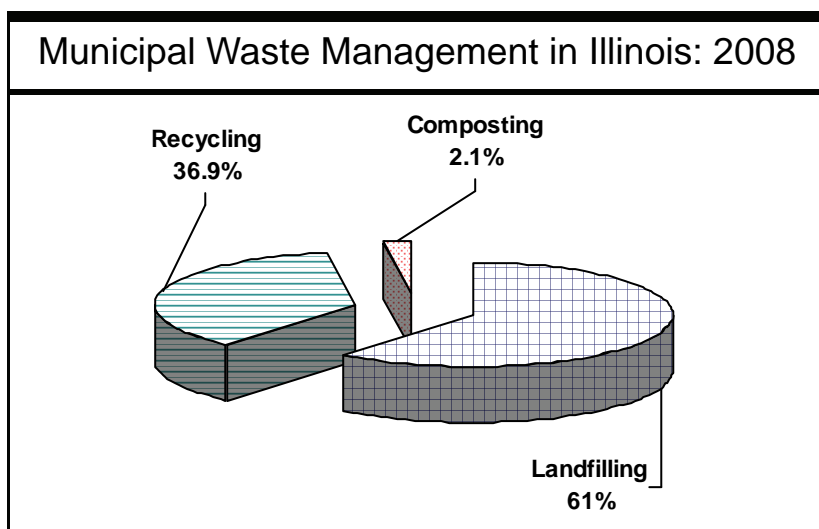 Municipal Waste Management in Illinois: 2008
Composting
2.1%
Recycling
36.9%
Landfilling
61%